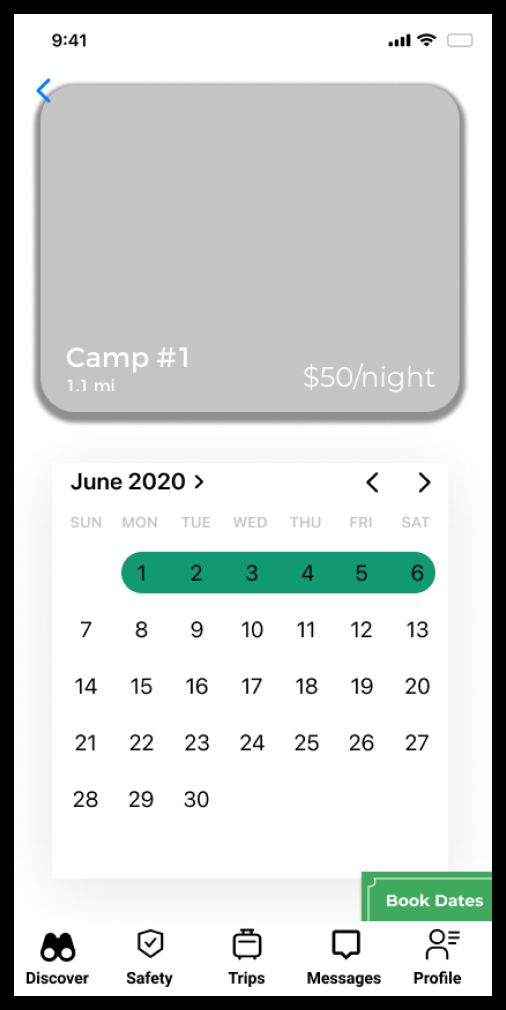 9:41
Camp #1
1.1 mi
$50/night
June 2020
SUN MON TUE WED THU FRI SAT
1 2 3 4 5 6
7 8 9 10 11 12 13
14 15 16 17 18 19 20
21 22 23 24 25 26 27
28 29 30
Book Dates
Discover Safety Trips Messages Profile